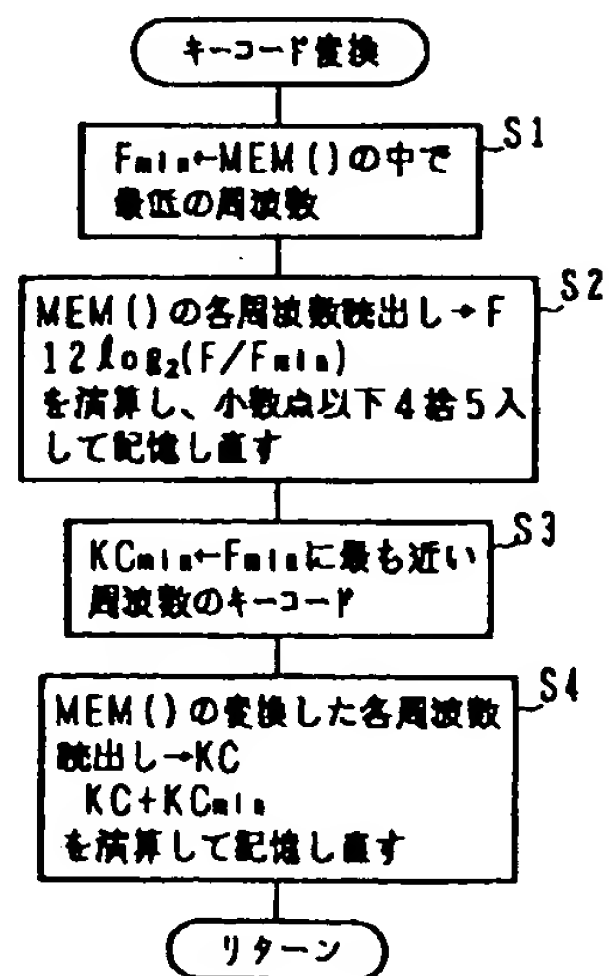 キーコード変換
S1
Fmin←MEM()の中で
最低の周波数
S2
MEM()の各周波数読出し→F
12log₂(F/Fmin)
を演算し、小数点以下4捨5入
して記憶し直す
S3
KCmin←Fminに最も近い
周波数のキーコード
S4
MEM()の変換した各周波数
読出し→KC
KC+KCmin
を演算して記憶し直す
リターン